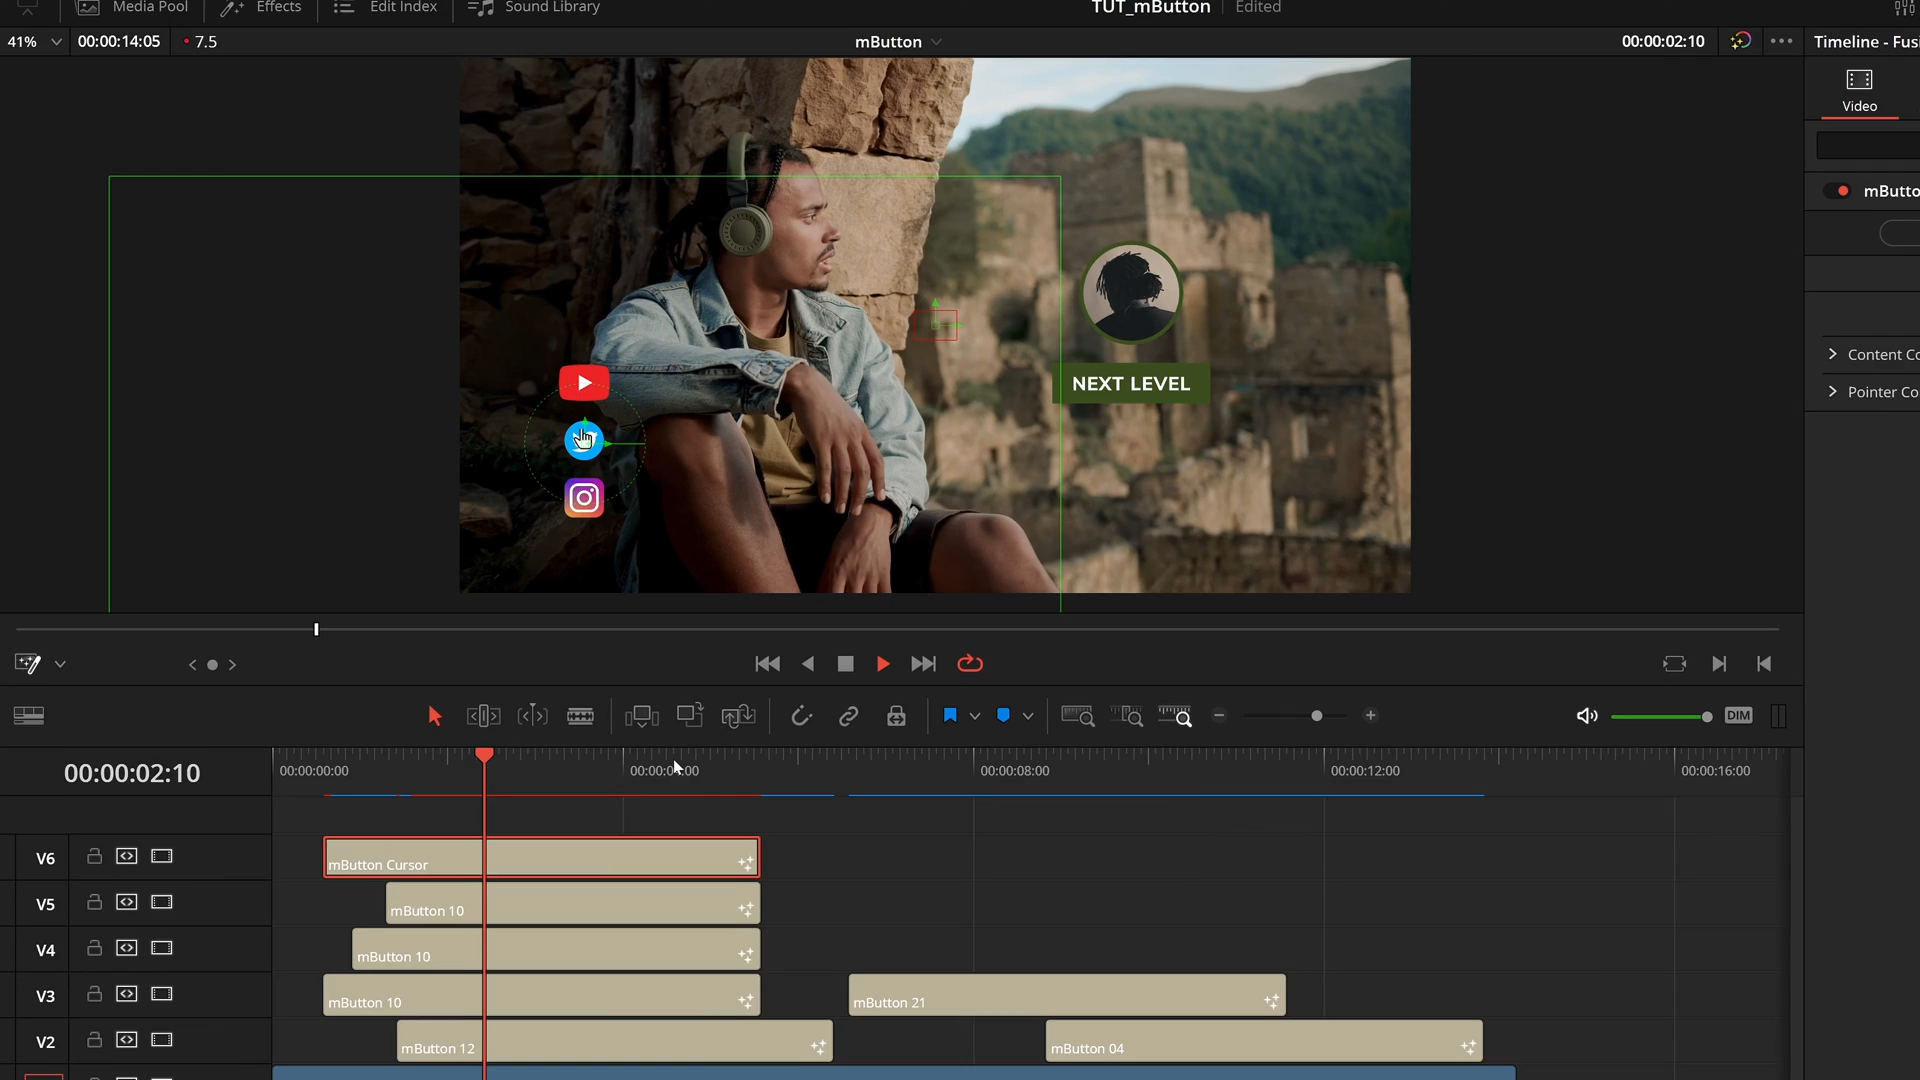 Media Pool
Effects
Edit Index
Sound Library
TUT_mButton
Edited
41%
00:00:14:05
7.5
mButton
00:00:02:10
Timeline - Fusi
Video
mButto
NEXT LEVEL
Content Co
Pointer Co
DIM
00:00:02:10
00:00:00:00
00:00:08:00
00:00:12:00
00:00:16:00
V6
mButton Cursor
V5
mButton 10
V4
mButton 10
V3
mButton 10
mButton 21
V2
mButton 12
mButton 04